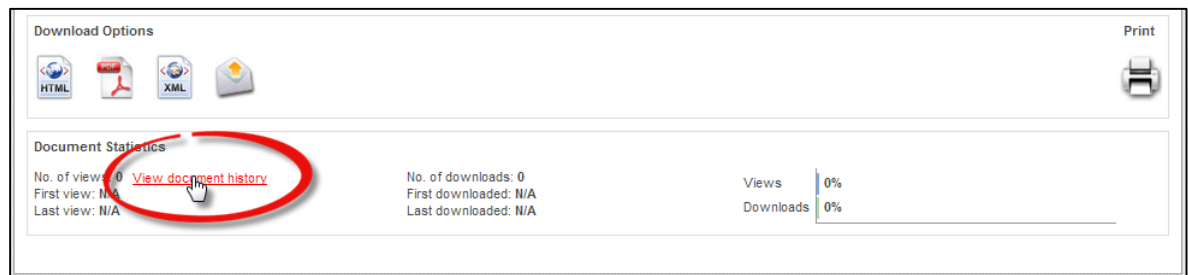 Download Options
Print
HTML
PDF
XML
Document Statistics
No. of views: 0 View document history
First view: N/A
Last view: N/A
No. of downloads: 0
First downloaded: N/A
Last downloaded: N/A
Views 0%
Downloads 0%